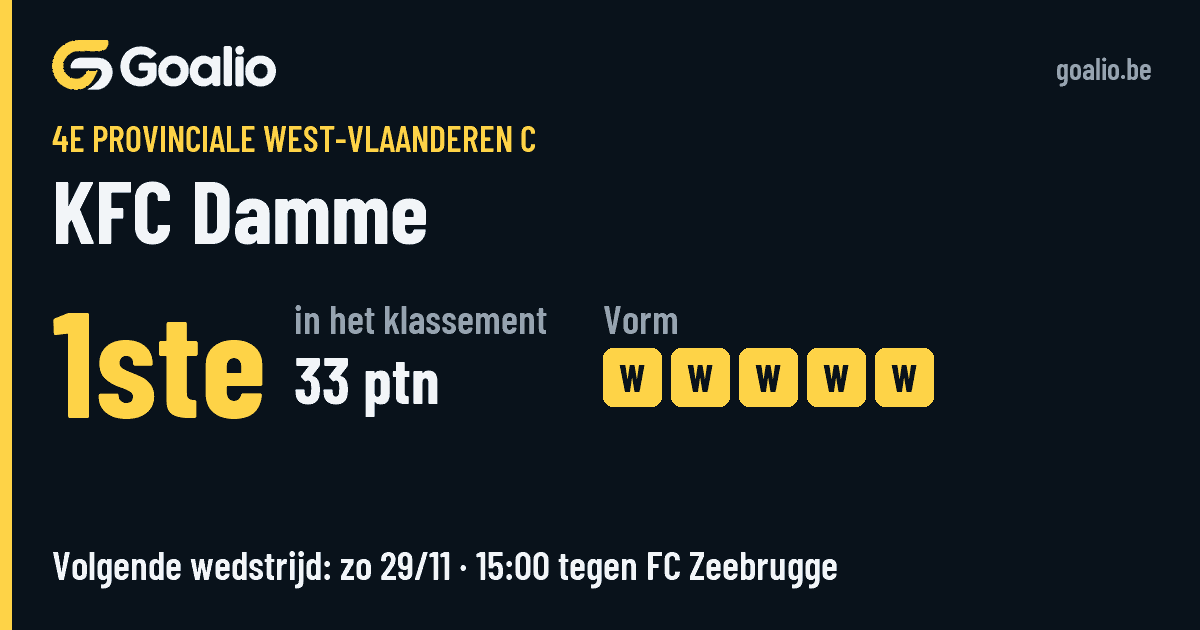 Goalio
goalio.be
4E PROVINCIALE WEST-VLAANDEREN C
KFC Damme
1ste
in het klassement
33 ptn
Vorm
W W W W W
Volgende wedstrijd: zo 29/11 · 15:00 tegen FC Zeebrugge